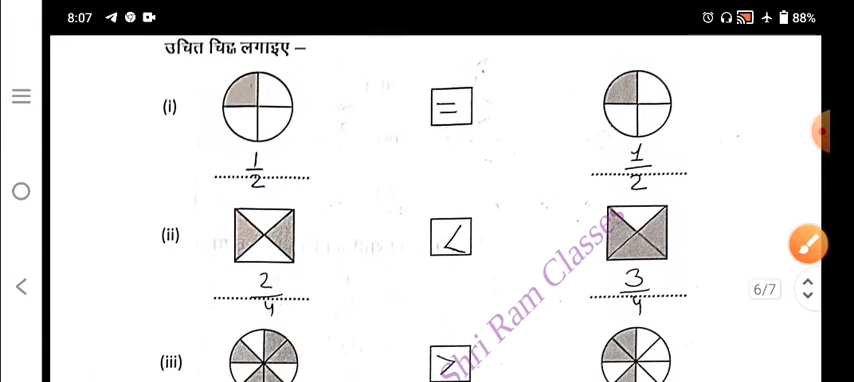 8:07
88%
उचित चिह्न लगाइए –
(i) =
1/2 1/2
(ii) <
2/4 3/4
6/7
(iii) >
Shri Ram Classes